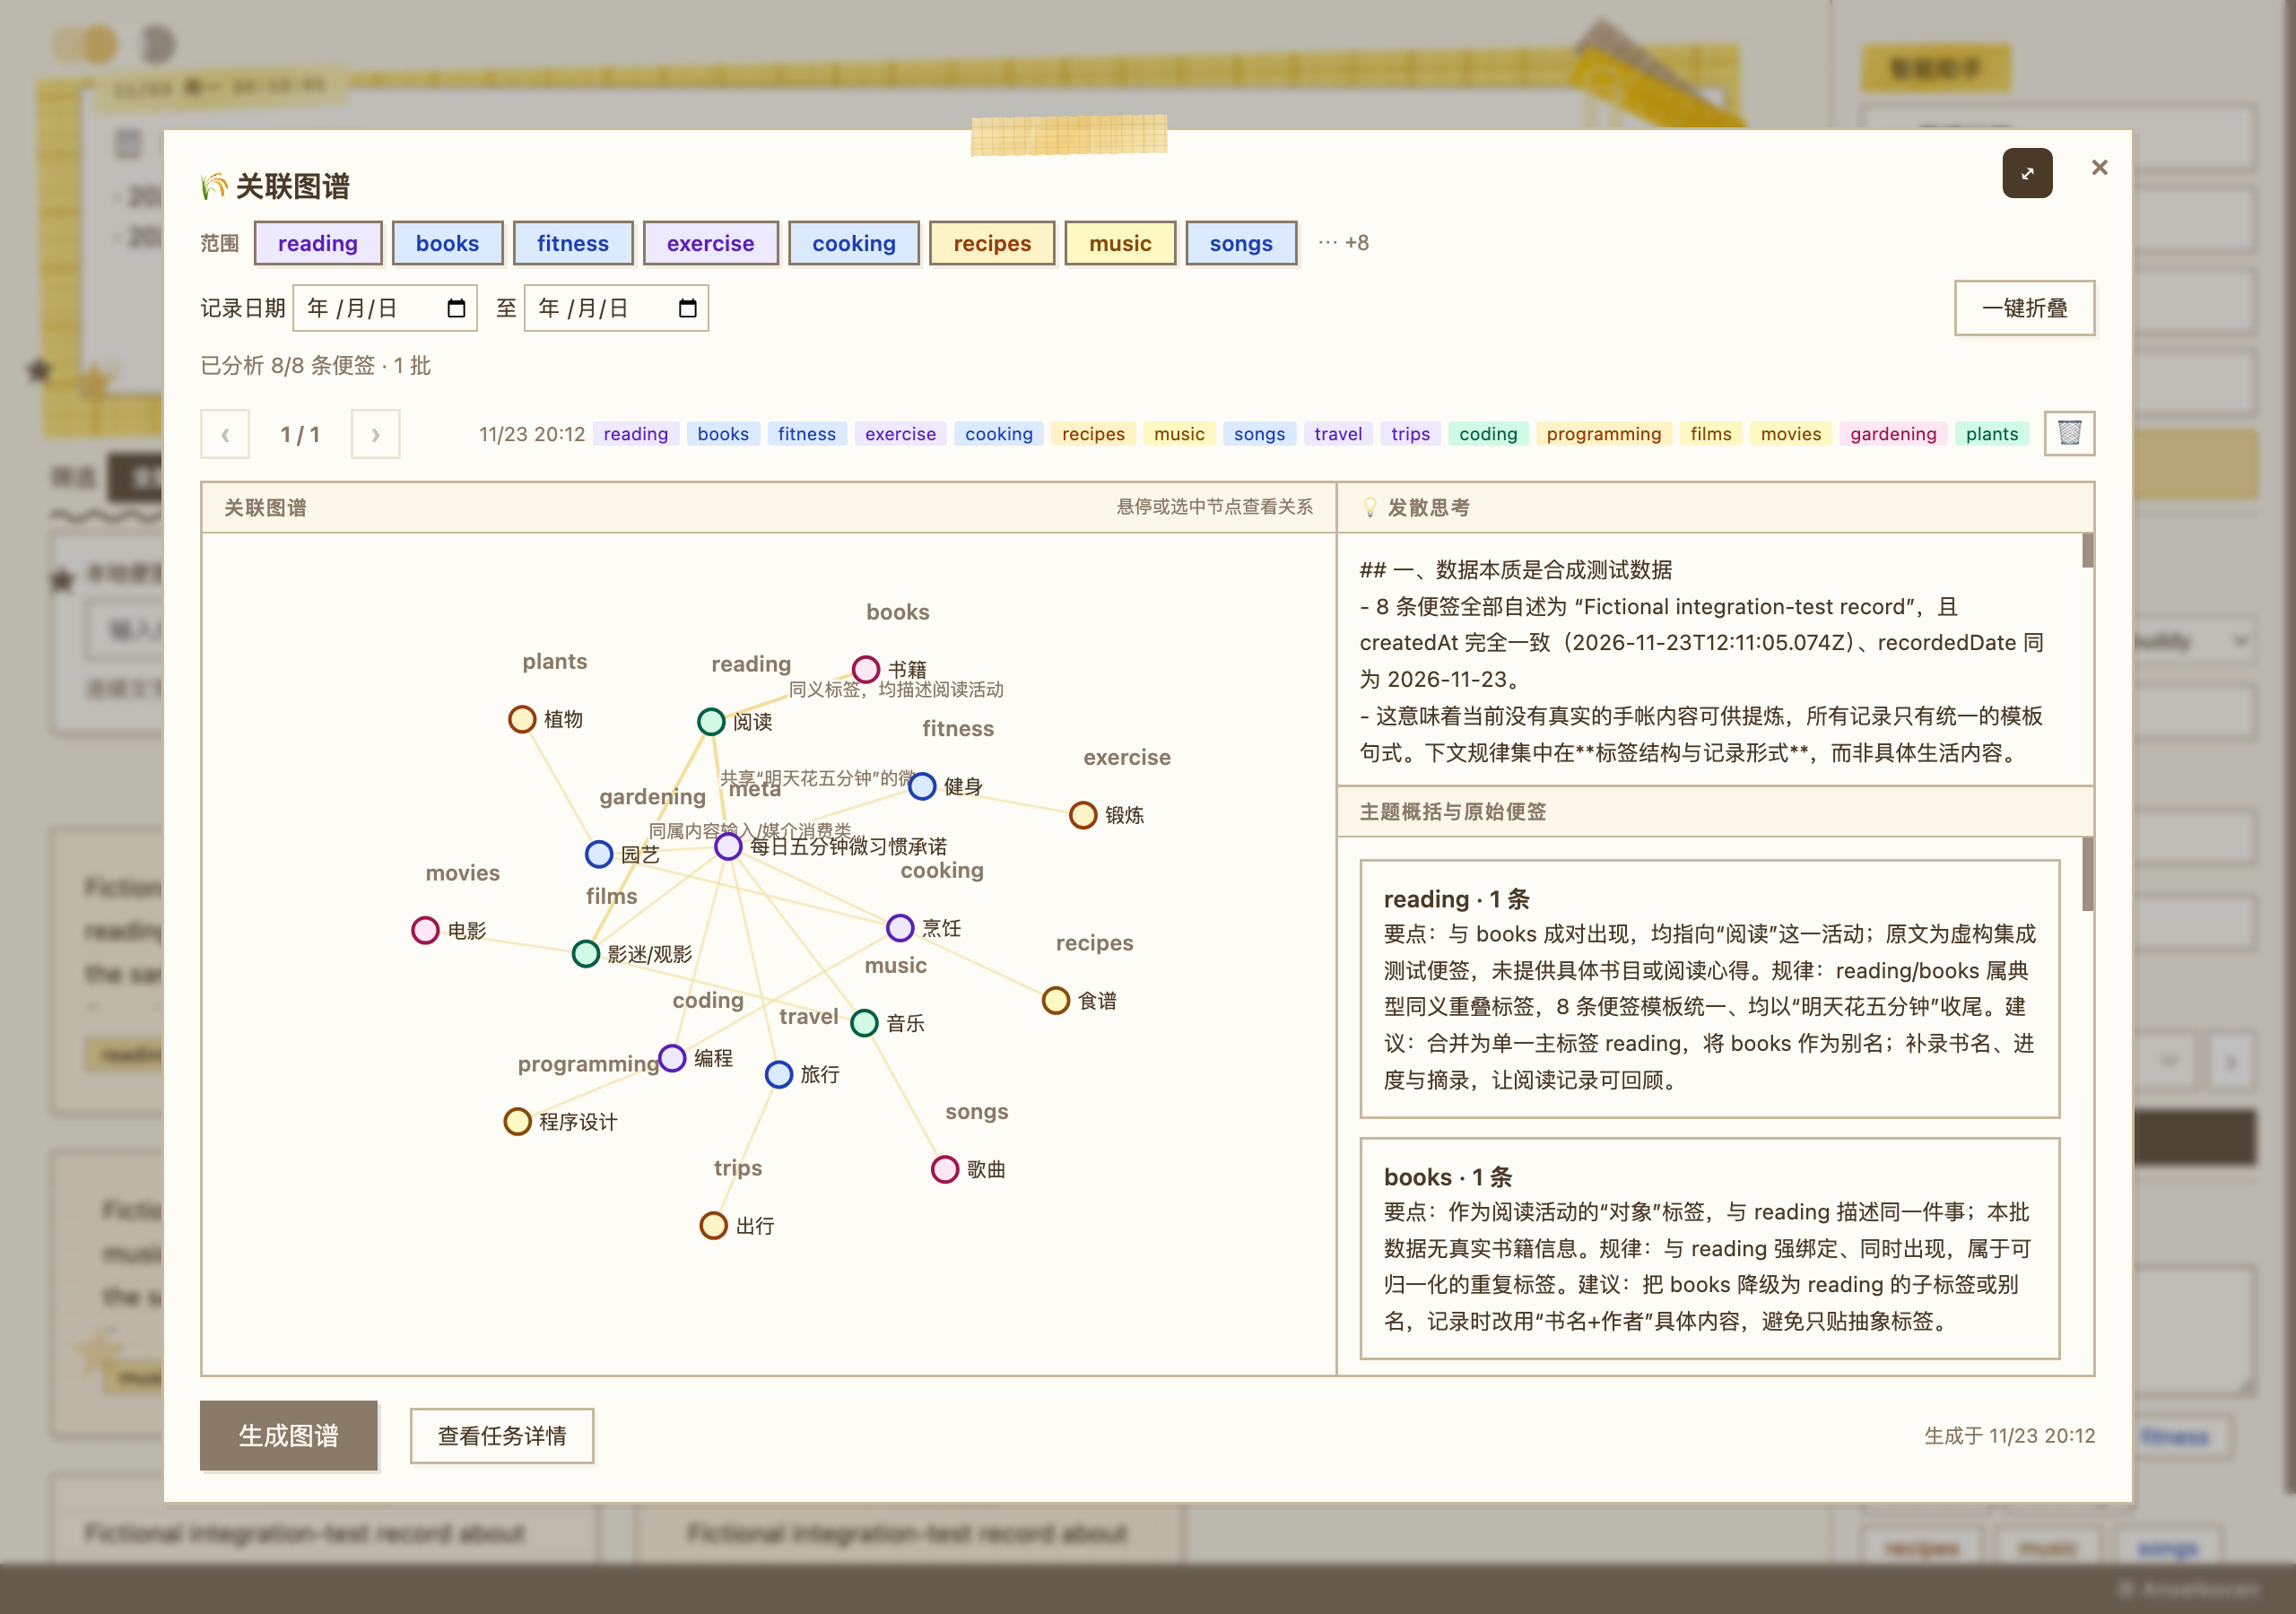 关联图谱
范围 reading books fitness exercise cooking recipes music songs ··· +8
记录日期 年 /月/日 至 年 /月/日 一键折叠
已分析 8/8 条便签 · 1 批
1 / 1
11/23 20:12 reading books fitness exercise cooking recipes music songs travel trips coding programming films movies gardening plants
关联图谱 悬停或选中节点查看关系
books
plants
reading
书籍
同义标签，均描述阅读活动
植物
阅读
fitness
exercise
共享“明天花五分钟”的微
健身
meta
gardening
锻炼
同属内容输入/媒介消费类
每日五分钟微习惯承诺
园艺
cooking
movies
films
烹饪
电影
recipes
影迷/观影
music
coding
食谱
travel
音乐
编程
programming
旅行
songs
程序设计
trips
歌曲
出行
💡 发散思考
## 一、数据本质是合成测试数据
- 8 条便签全部自述为 “Fictional integration-test record”，且
createdAt 完全一致（2026-11-23T12:11:05.074Z）、recordedDate 同
为 2026-11-23。
- 这意味着当前没有真实的手帐内容可供提炼，所有记录只有统一的模板
句式。下文规律集中在**标签结构与记录形式**，而非具体生活内容。
主题概括与原始便签
reading · 1 条
要点：与 books 成对出现，均指向“阅读”这一活动；原文为虚构集成
测试便签，未提供具体书目或阅读心得。规律：reading/books 属典
型同义重叠标签，8 条便签模板统一、均以“明天花五分钟”收尾。建
议：合并为单一主标签 reading，将 books 作为别名；补录书名、进
度与摘录，让阅读记录可回顾。
books · 1 条
要点：作为阅读活动的“对象”标签，与 reading 描述同一件事；本批
数据无真实书籍信息。规律：与 reading 强绑定、同时出现，属于可
归一化的重复标签。建议：把 books 降级为 reading 的子标签或别
名，记录时改用“书名+作者”具体内容，避免只贴抽象标签。
生成图谱 查看任务详情 生成于 11/23 20:12
Fictional integration-test record about
Fictional integration-test record about
fitness
recipes music songs